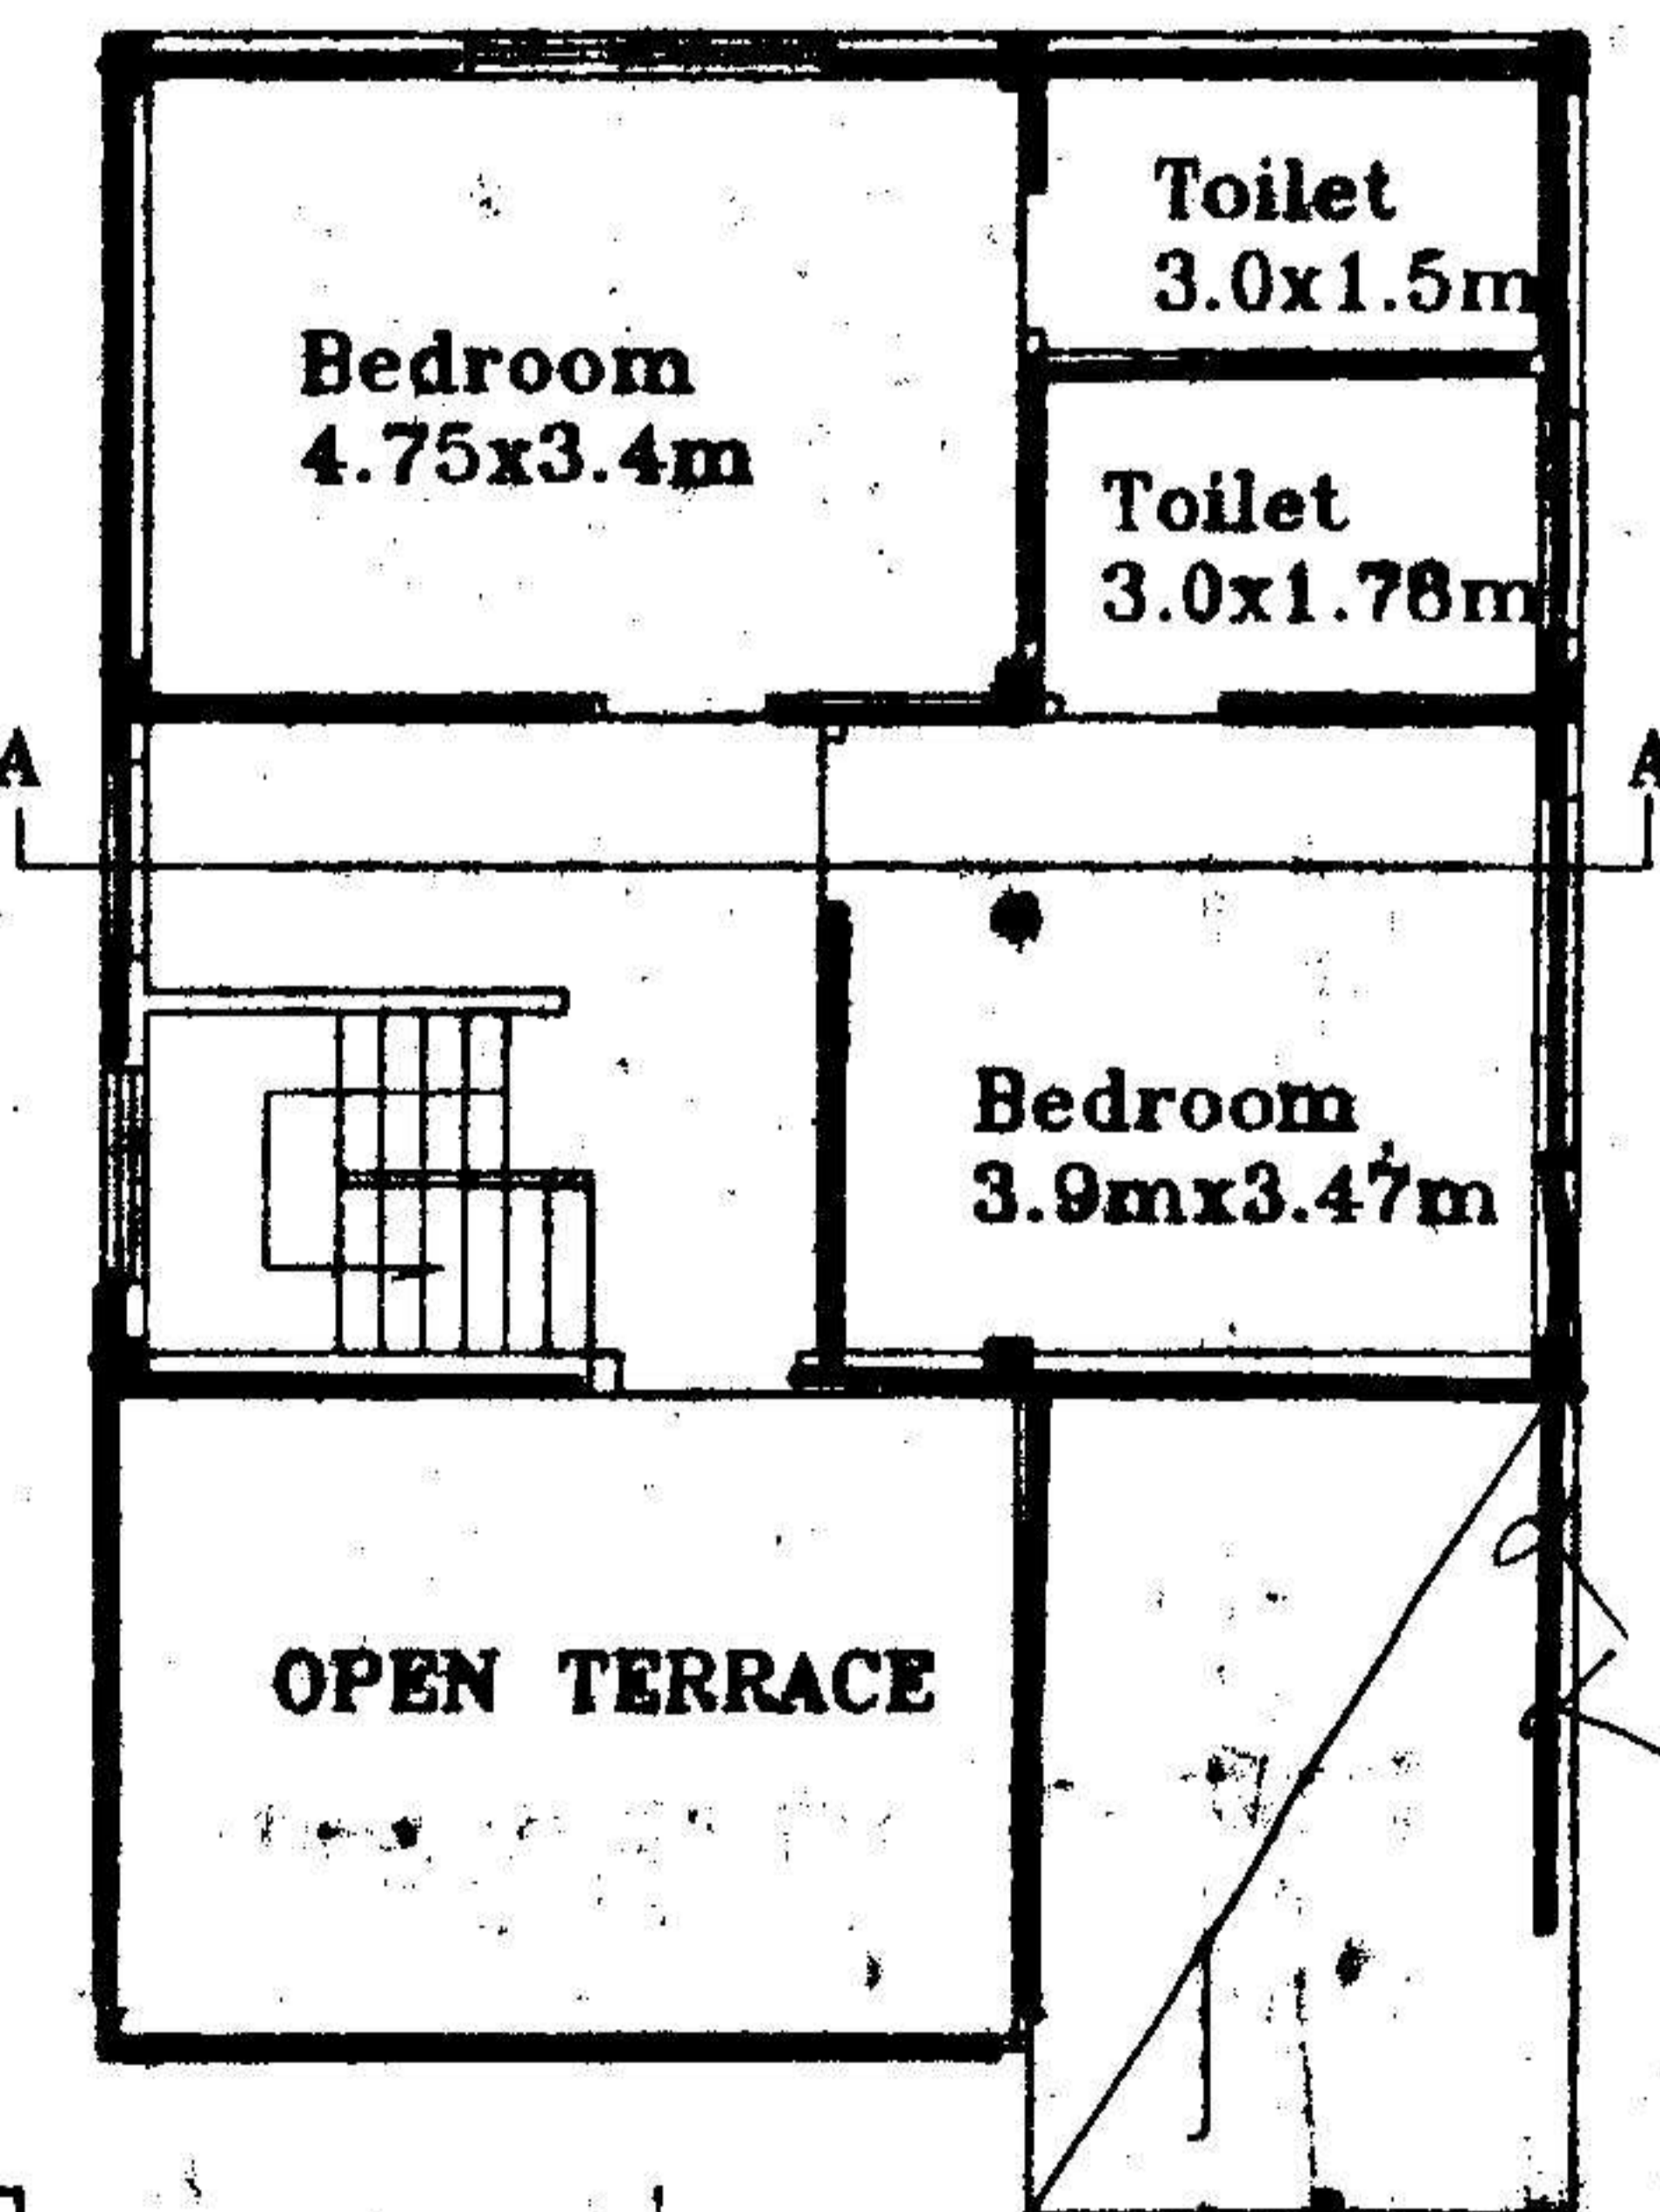 Toilet
3.0x1.5m
Bedroom
4.75x3.4m
Toilet
3.0x1.78m
A
A
Bedroom
3.9mx3.47m
OPEN TERRACE